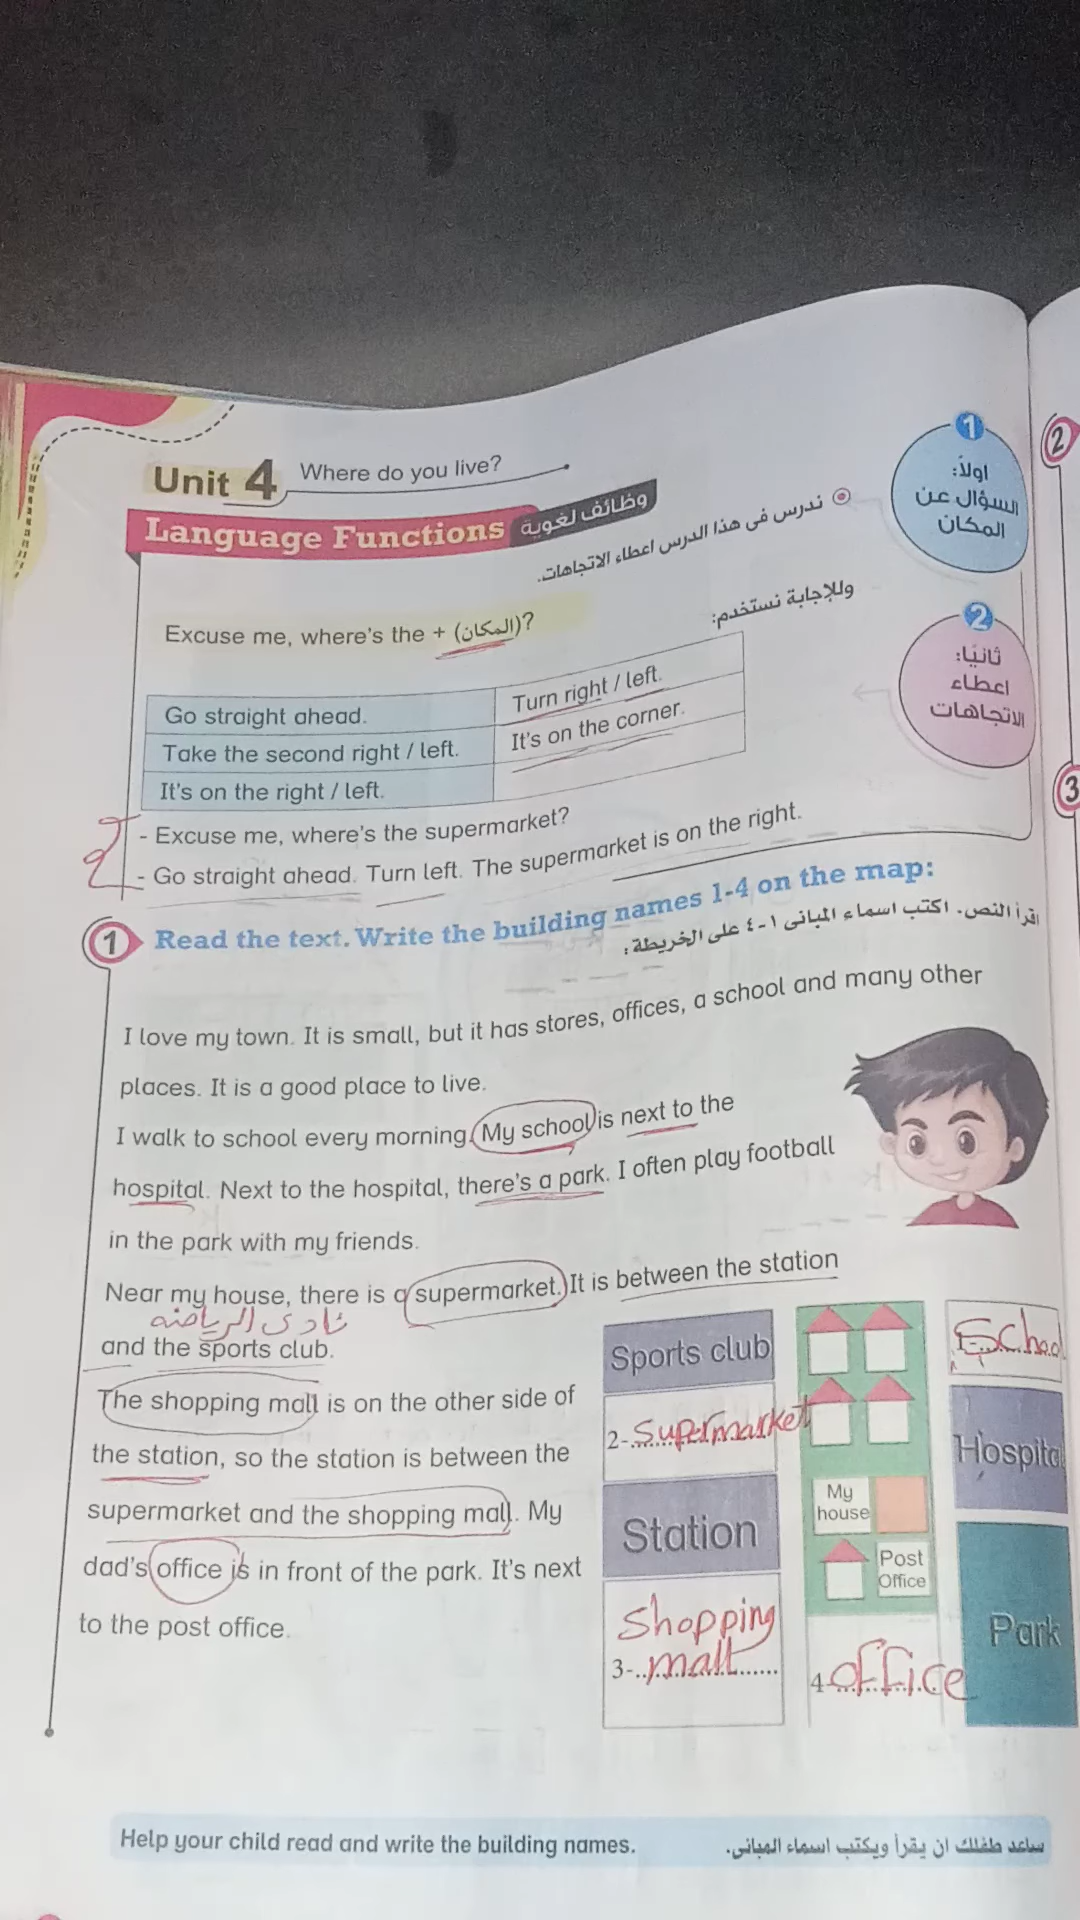 Unit 4 Where do you live?
Language Functions وظائف لغوية
ندرس فى هذا الدرس اعطاء الاتجاهات.
1
اولاً:
السؤال عن
المكان
Excuse me, where's the + (المكان)?
وللإجابة نستخدم:
2
ثانيًا:
اعطاء
الاتجاهات
Go straight ahead.
Turn right / left.
Take the second right / left.
It's on the corner.
It's on the right / left.
- Excuse me, where's the supermarket?
- Go straight ahead. Turn left. The supermarket is on the right.
1 Read the text. Write the building names 1-4 on the map:
اقرأ النص. اكتب اسماء المبانى ١-٤ على الخريطة:
I love my town. It is small, but it has stores, offices, a school and many other
places. It is a good place to live.
I walk to school every morning. My school is next to the
hospital. Next to the hospital, there's a park. I often play football
in the park with my friends.
Near my house, there is a supermarket. It is between the station
نادى الرياضه
and the sports club.
The shopping mall is on the other side of
the station, so the station is between the
supermarket and the shopping mall. My
dad's office is in front of the park. It's next
to the post office.
Sports club
2- Supermarket
Station
3- Shopping
mall
My
house
Post
Office
4 office
1- School
Hospital
Park
Help your child read and write the building names.
ساعد طفلك ان يقرأ ويكتب اسماء المبانى.
2
3